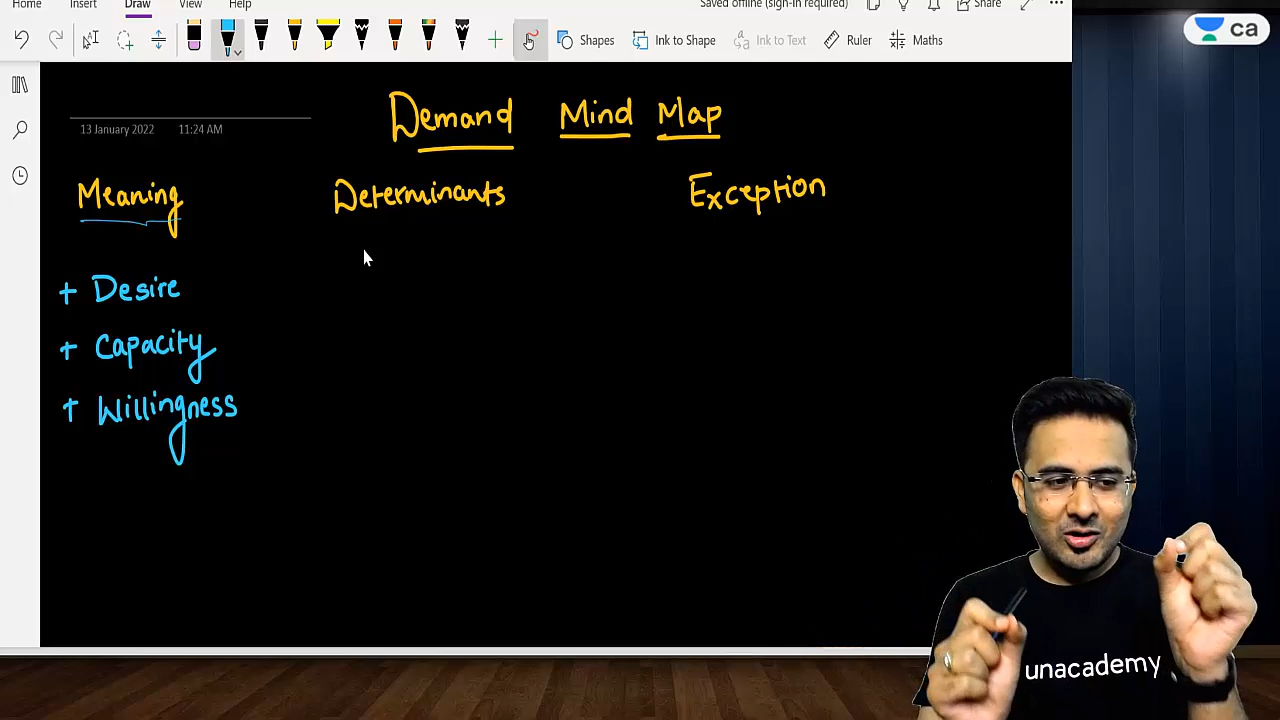 Home Insert Draw View Help Saved offline (sign-in required) Share
Shapes Ink to Shape Ink to Text Ruler Maths
ca
Demand Mind Map
13 January 2022 11:24 AM
Meaning Determinants Exception
+ Desire
+ Capacity
+ Willingness
unacademy